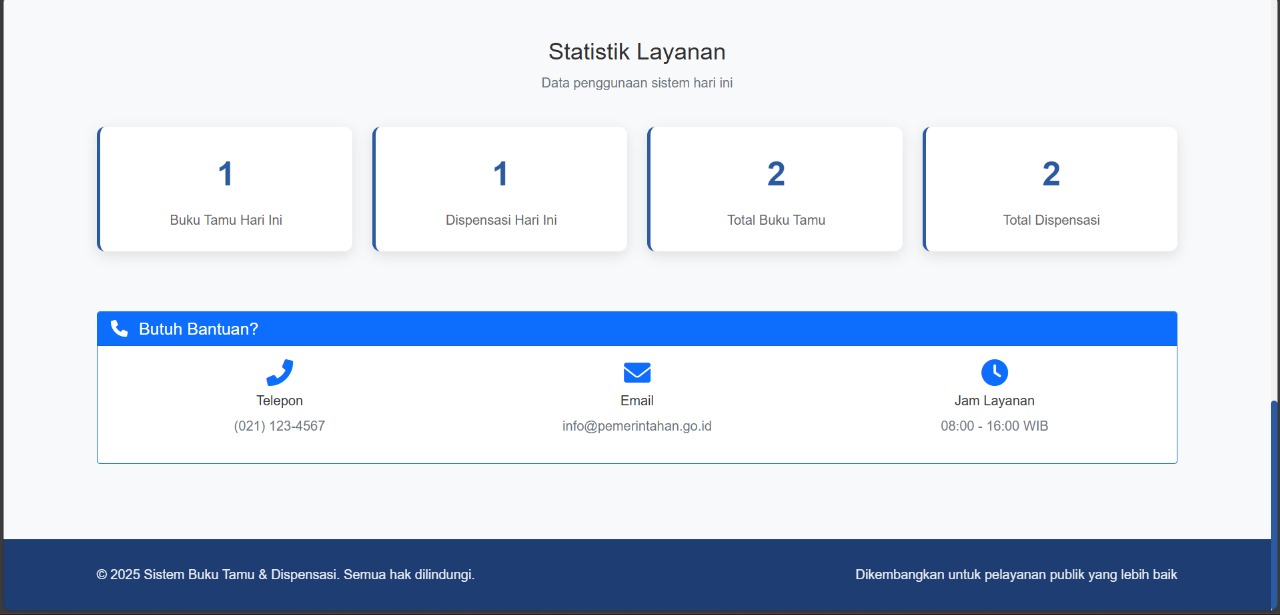 Statistik Layanan
Data penggunaan sistem hari ini
1
Buku Tamu Hari Ini
1
Dispensasi Hari Ini
2
Total Buku Tamu
2
Total Dispensasi
Butuh Bantuan?
Telepon
(021) 123-4567
Email
info@pemerintahan.go.id
Jam Layanan
08:00 - 16:00 WIB
© 2025 Sistem Buku Tamu & Dispensasi. Semua hak dilindungi.
Dikembangkan untuk pelayanan publik yang lebih baik